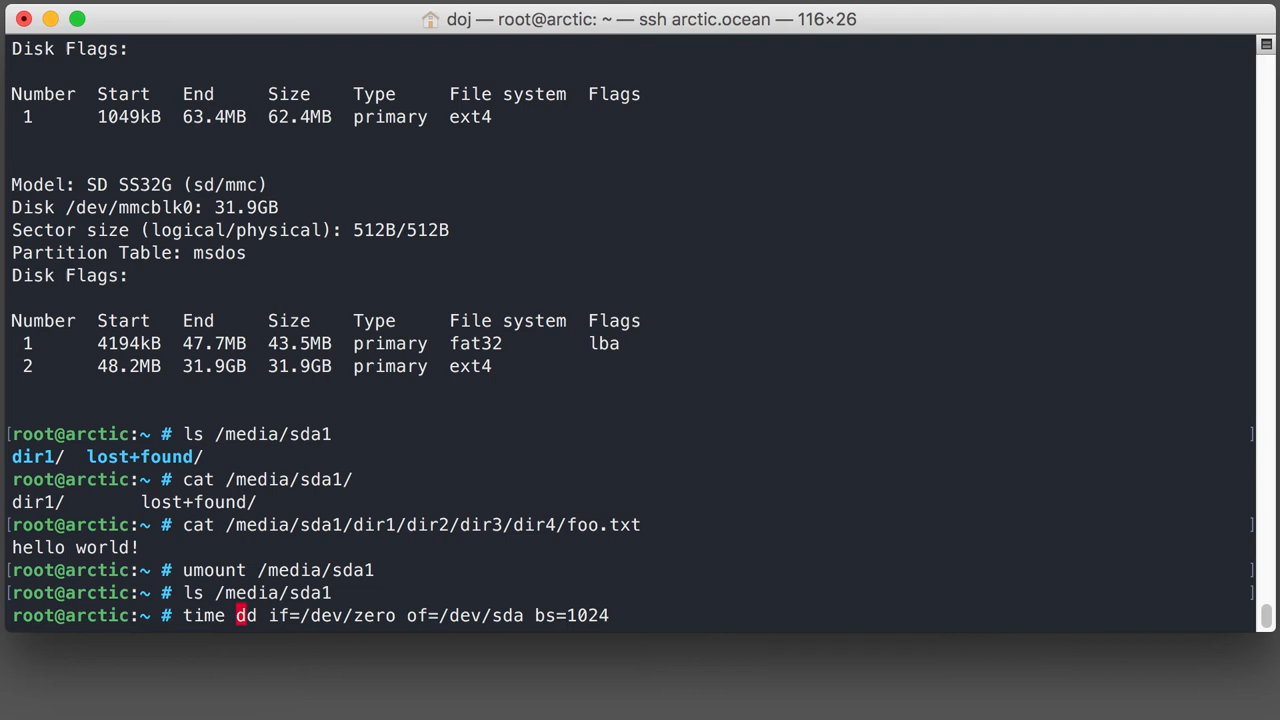 doj — root@arctic: ~ — ssh arctic.ocean — 116×26
Disk Flags:
Number  Start   End     Size    Type     File system  Flags
 1      1049kB  63.4MB  62.4MB  primary  ext4
Model: SD SS32G (sd/mmc)
Disk /dev/mmcblk0: 31.9GB
Sector size (logical/physical): 512B/512B
Partition Table: msdos
Disk Flags:
Number  Start   End     Size    Type     File system  Flags
 1      4194kB  47.7MB  43.5MB  primary  fat32        lba
 2      48.2MB  31.9GB  31.9GB  primary  ext4
[root@arctic:~ # ls /media/sda1 ]
dir1/  lost+found/
root@arctic:~ # cat /media/sda1/
dir1/       lost+found/
[root@arctic:~ # cat /media/sda1/dir1/dir2/dir3/dir4/foo.txt ]
hello world!
[root@arctic:~ # umount /media/sda1 ]
[root@arctic:~ # ls /media/sda1 ]
root@arctic:~ # time dd if=/dev/zero of=/dev/sda bs=1024